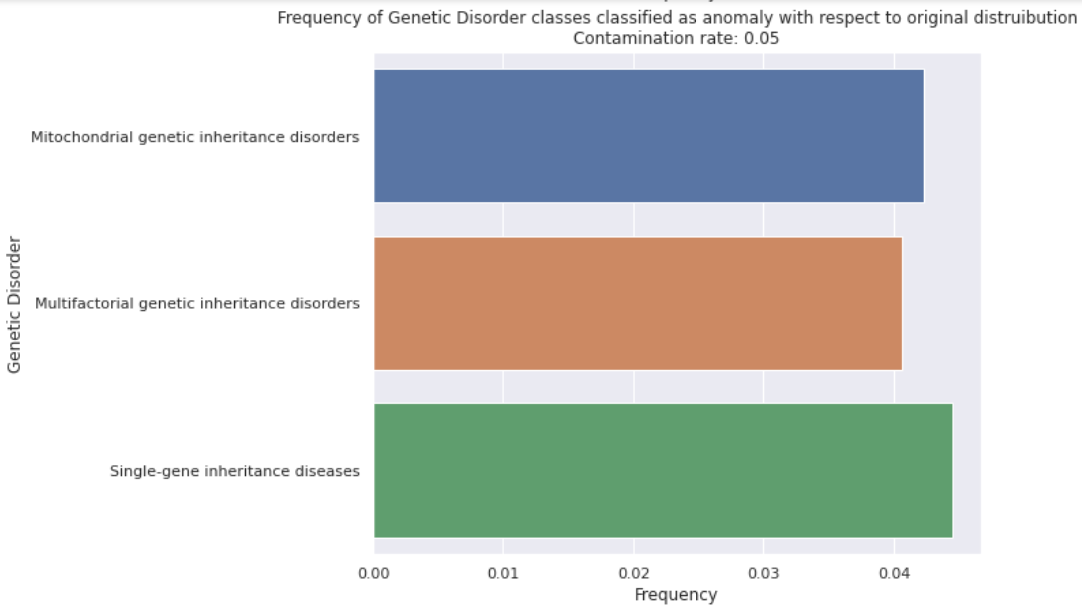 Frequency of Genetic Disorder classes classified as anomaly with respect to original distruibution
Contamination rate: 0.05
Genetic Disorder
Mitochondrial genetic inheritance disorders
Multifactorial genetic inheritance disorders
Single-gene inheritance diseases
0.00 0.01 0.02 0.03 0.04
Frequency